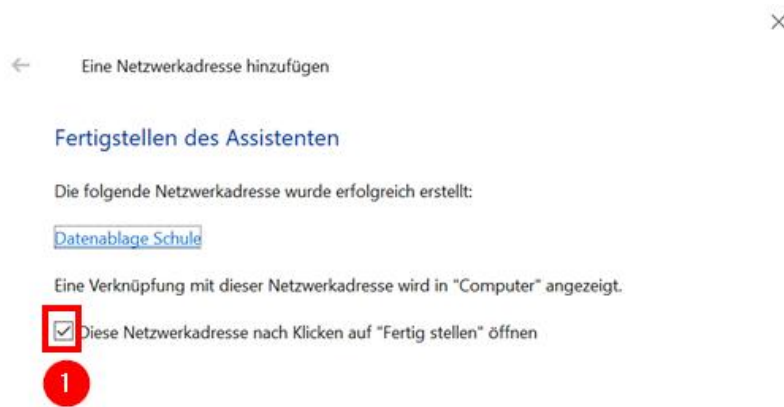 Eine Netzwerkadresse hinzufügen
Fertigstellen des Assistenten
Die folgende Netzwerkadresse wurde erfolgreich erstellt:
Datenablage Schule
Eine Verknüpfung mit dieser Netzwerkadresse wird in "Computer" angezeigt.
Diese Netzwerkadresse nach Klicken auf "Fertig stellen" öffnen
1